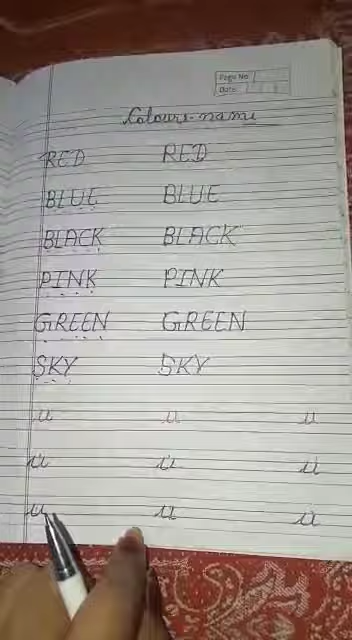 Page No
Date
Colours-name
RED RED
BLUE BLUE
BLACK BLACK
PINK PINK
GREEN GREEN
SKY SKY
u u u
u u u
u u u